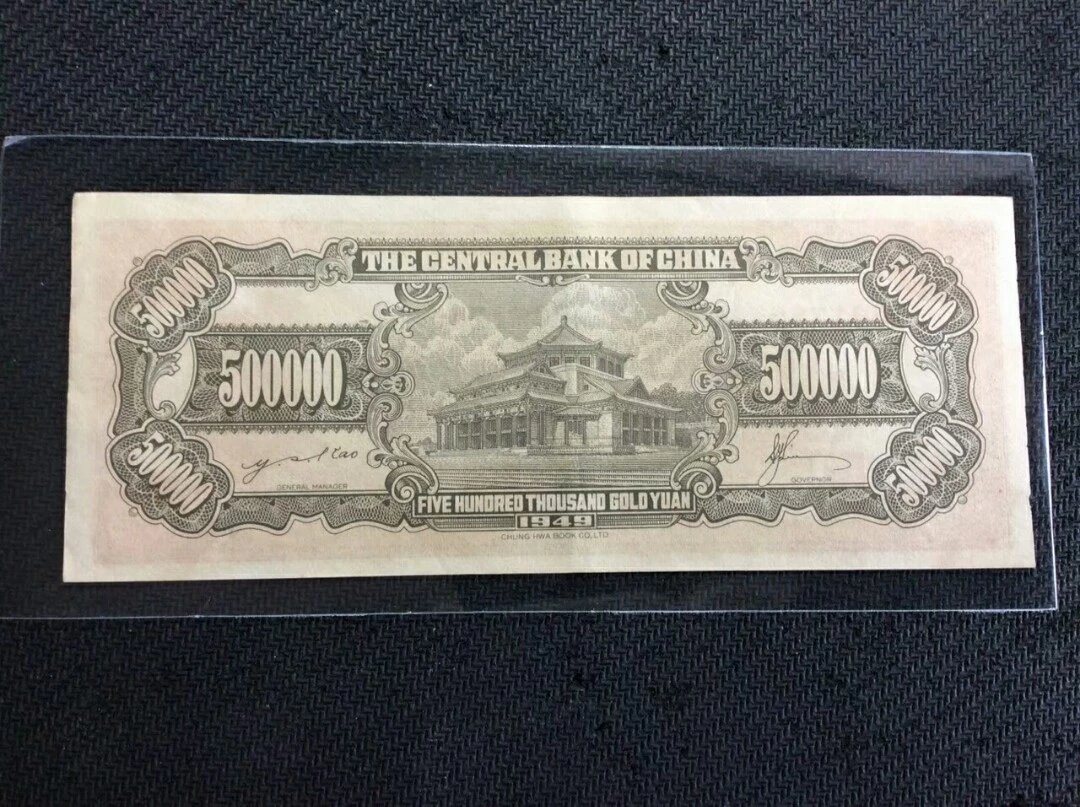 THE CENTRAL BANK OF CHINA
500000
500000
500000
500000
500000
500000
GENERAL MANAGER
GOVERNOR
FIVE HUNDRED THOUSAND GOLD YUAN
1949
CHUNG HWA BOOK CO., LTD